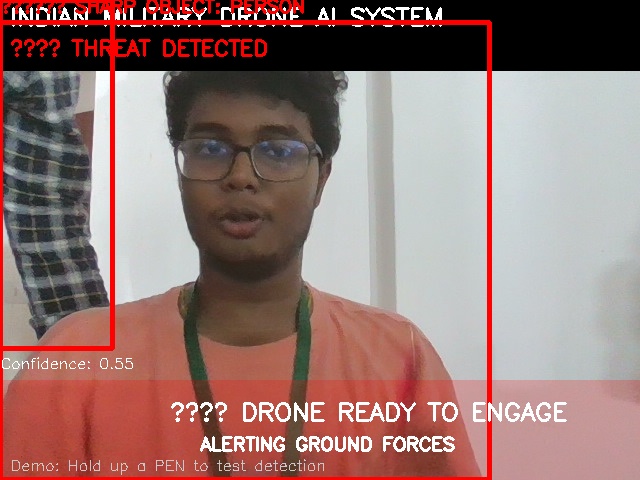 ?????? SHARP OBJECT: PERSON
INDIAN MILITARY DRONE AI SYSTEM
???? THREAT DETECTED
Confidence: 0.55
???? DRONE READY TO ENGAGE
ALERTING GROUND FORCES
Demo: Hold up a PEN to test detection